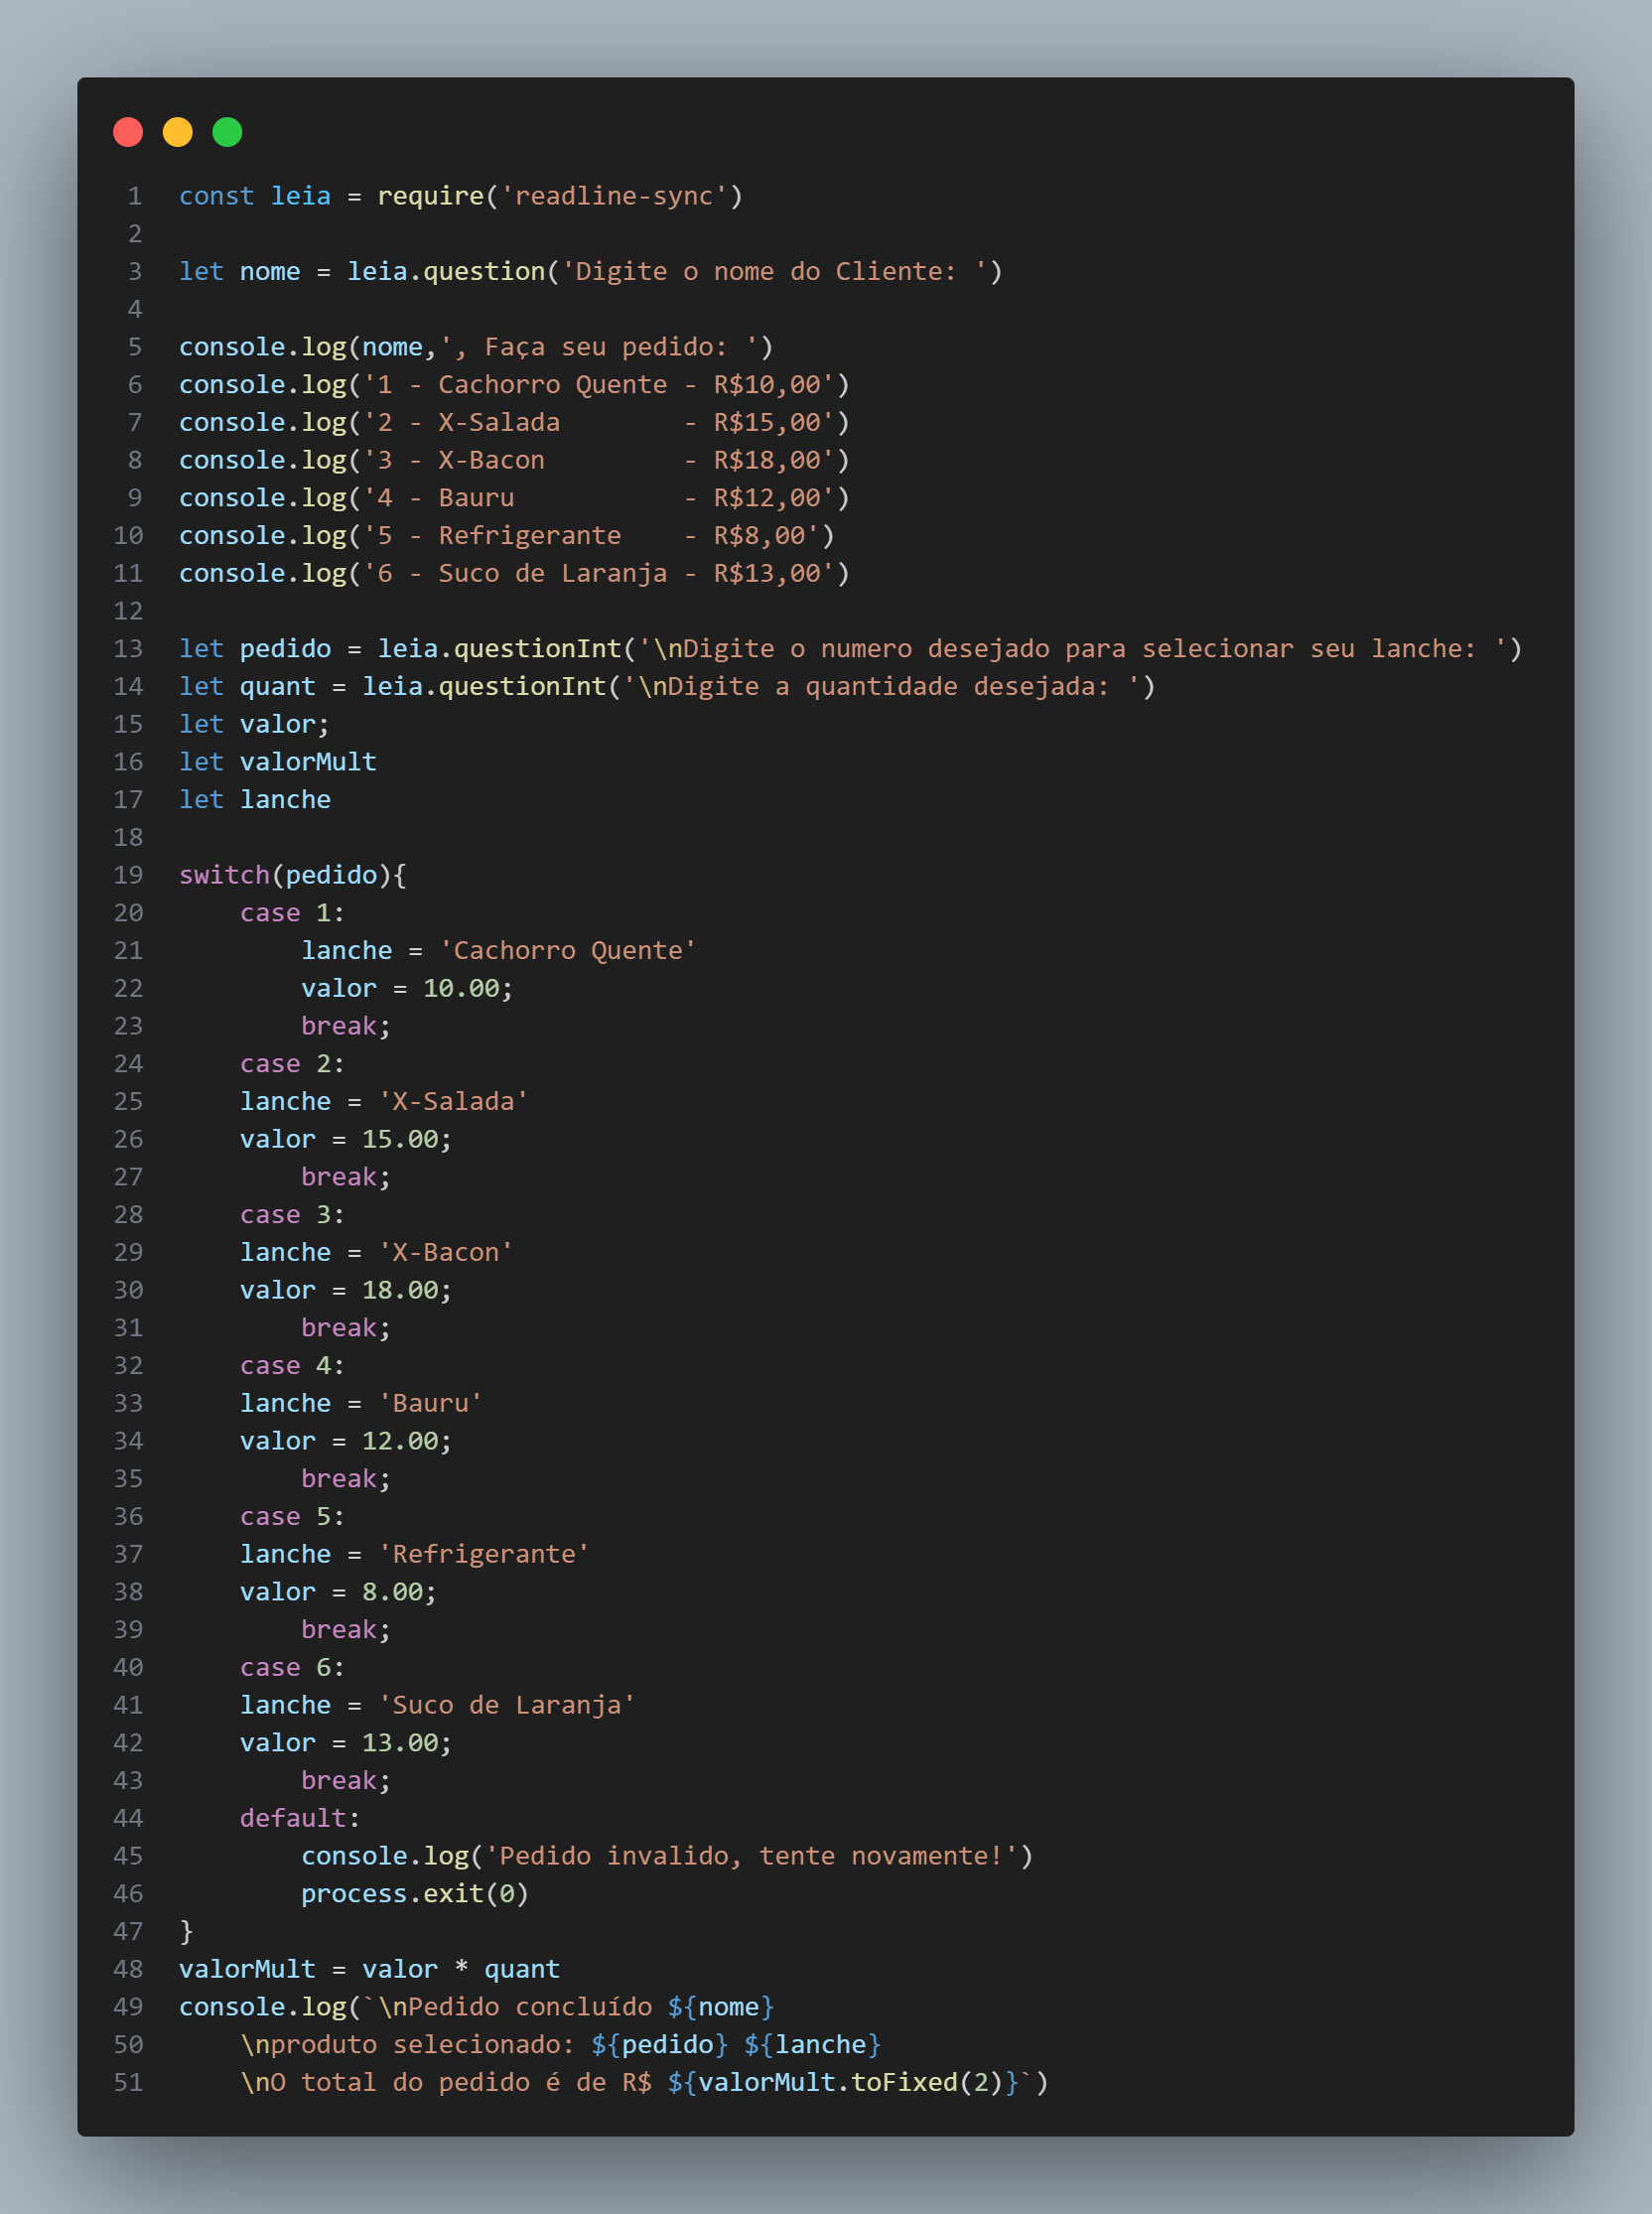 1 const leia = require('readline-sync')
2
3 let nome = leia.question('Digite o nome do Cliente: ')
4
5 console.log(nome,', Faça seu pedido: ')
6 console.log('1 - Cachorro Quente - R$10,00')
7 console.log('2 - X-Salada        - R$15,00')
8 console.log('3 - X-Bacon         - R$18,00')
9 console.log('4 - Bauru           - R$12,00')
10 console.log('5 - Refrigerante    - R$8,00')
11 console.log('6 - Suco de Laranja - R$13,00')
12
13 let pedido = leia.questionInt('\nDigite o numero desejado para selecionar seu lanche: ')
14 let quant = leia.questionInt('\nDigite a quantidade desejada: ')
15 let valor;
16 let valorMult
17 let lanche
18
19 switch(pedido){
20     case 1:
21         lanche = 'Cachorro Quente'
22         valor = 10.00;
23         break;
24     case 2:
25     lanche = 'X-Salada'
26     valor = 15.00;
27         break;
28     case 3:
29     lanche = 'X-Bacon'
30     valor = 18.00;
31         break;
32     case 4:
33     lanche = 'Bauru'
34     valor = 12.00;
35         break;
36     case 5:
37     lanche = 'Refrigerante'
38     valor = 8.00;
39         break;
40     case 6:
41     lanche = 'Suco de Laranja'
42     valor = 13.00;
43         break;
44     default:
45         console.log('Pedido invalido, tente novamente!')
46         process.exit(0)
47 }
48 valorMult = valor * quant
49 console.log(`\nPedido concluído ${nome}
50     \nproduto selecionado: ${pedido} ${lanche}
51     \nO total do pedido é de R$ ${valorMult.toFixed(2)}`)